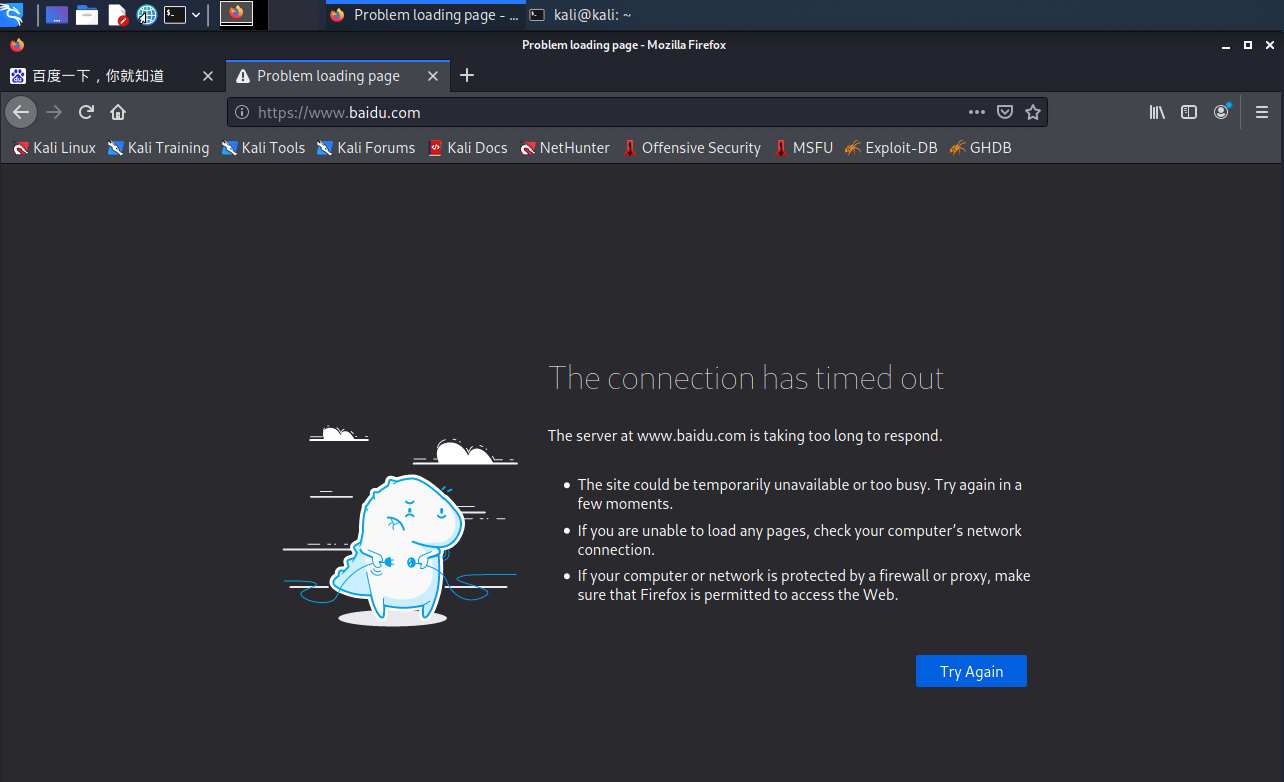 Problem loading page - ...
kali@kali: ~
Problem loading page - Mozilla Firefox
百度一下，你就知道
Problem loading page
https://www.baidu.com
Kali Linux Kali Training Kali Tools Kali Forums Kali Docs NetHunter Offensive Security MSFU Exploit-DB GHDB
The connection has timed out
The server at www.baidu.com is taking too long to respond.
The site could be temporarily unavailable or too busy. Try again in a
few moments.
If you are unable to load any pages, check your computer’s network
connection.
If your computer or network is protected by a firewall or proxy, make
sure that Firefox is permitted to access the Web.
Try Again